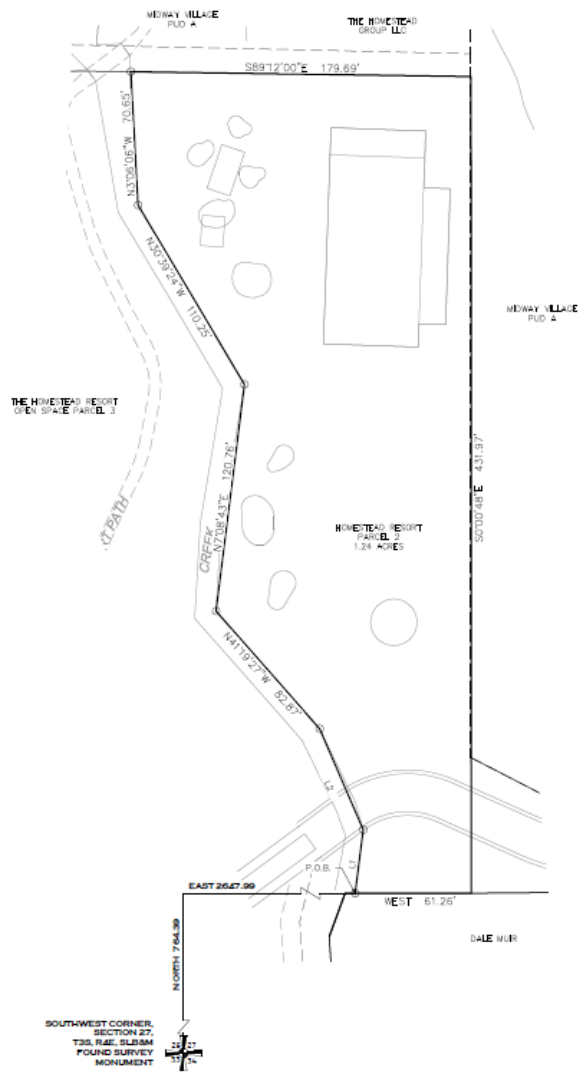 MIDWAY VILLAGE
PUD A
THE HOMESTEAD
GROUP LLC
S89°12'00"E 179.69'
N3°06'06"W 70.65'
N30°39'24"W 110.25'
MIDWAY VILLAGE
PUD A
THE HOMESTEAD RESORT
OPEN SPACE PARCEL 3
N7°08'43"E 120.76'
CREEK
S0°00'48"E 431.97'
PATH
HOMESTEAD RESORT
PARCEL 2
1.24 ACRES
N41°19'27"W 82.87'
L2
L1
P.O.B.
EAST 2647.99
WEST 61.26'
NORTH 764.39
DALE MUIR
SOUTHWEST CORNER,
SECTION 27,
T3S, R4E, SLB&M
FOUND SURVEY
MONUMENT
28 27
33 34